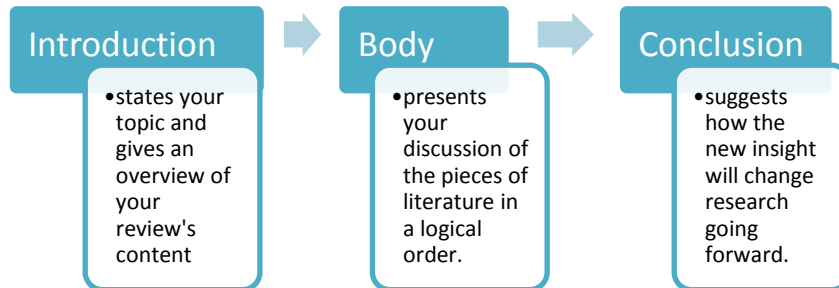 Introduction
•states your
topic and
gives an
overview of
your
review's
content
Body
•presents
your
discussion of
the pieces of
literature in
a logical
order.
Conclusion
•suggests
how the
new insight
will change
research
going
forward.